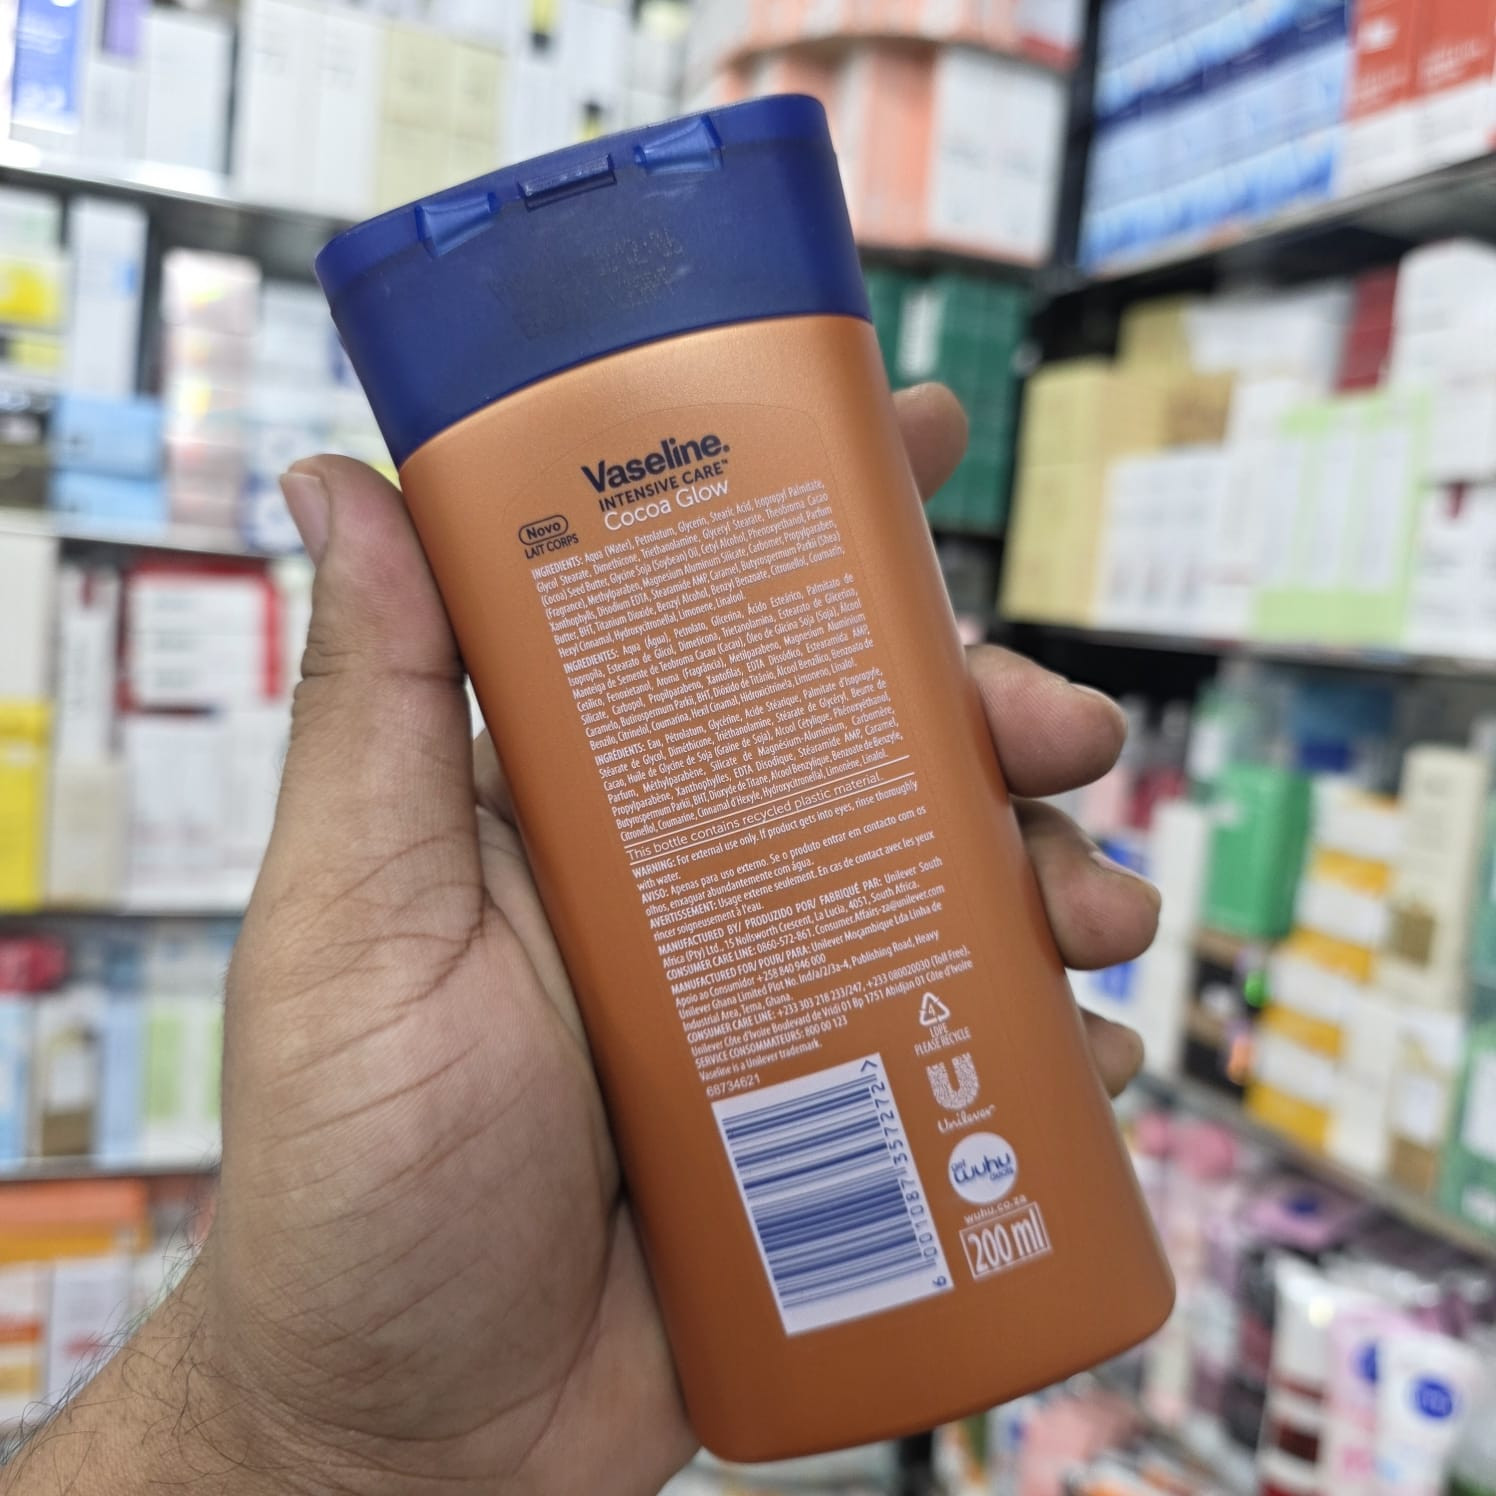 Vaseline.
INTENSIVE CARE™
Cocoa Glow
Novo
LAIT CORPS
INGREDIENTS: Aqua (Water), Petrolatum, Glycerin, Stearic Acid, Isopropyl Palmitate,
Glycol Stearate, Dimethicone, Triethanolamine, Glyceryl Stearate, Theobroma Cacao
(Cocoa) Seed Butter, Glycine Soja (Soybean) Oil, Cetyl Alcohol, Phenoxyethanol, Parfum
(Fragrance), Methylparaben, Magnesium Aluminum Silicate, Carbomer, Propylparaben,
Xanthophylls, Disodium EDTA, Stearamide AMP, Caramel, Butyrospermum Parkii (Shea)
Butter, BHT, Titanium Dioxide, Benzyl Alcohol, Benzyl Benzoate, Citronellol, Coumarin,
Hexyl Cinnamal, Hydroxycitronellal, Limonene, Linalool.
INGREDIENTES: Aqua (Água), Petrolato, Glicerina, Ácido Esteárico, Palmitato de
Isopropila, Estearato de Glicol, Dimeticona, Trietanolamina, Estearato de Glicerina,
Manteiga de Semente de Teobroma Cacau (Cacau), Óleo de Glicina Soja (Soja), Álcool
Cetílico, Fenoxietanol, Aroma (Fragrância), Metilparabeno, Magnesium Aluminium
Silicate, Carbopol, Propilparabeno, Xantofilas, EDTA Dissódico, Estearamida AMP,
Caramelo, Butirospermum Parkii, BHT, Dióxido de Titânio, Álcool Benzílico, Benzoato de
Benzilo, Citrinellol, Coumarina, Hexil Cinamal, Hidroxicitrinela, Limoneno, Linalol.
INGRÉDIENTS: Eau, Pétrolatum, Glycérine, Acide Stéarique, Palmitate d'Isopropyle,
Stéarate de Glycol, Diméthicone, Triéthanolamine, Stéarate de Glyceryl, Beurre de
Cacao, Huile de Glycine de Soja (Graine de Soja), Alcool Cétylique, Phénoxyéthanol,
Parfum, Methylparabène, Silicate de Magnésium-Aluminium, Carbomère,
Propylparabène, Xanthophylles, EDTA Disodique, Stéaramide AMP, Caramel,
Butyrospermum Parkii, BHT, Dioxyde de Titane, Alcool Benzylique, Benzoate de Benzyle,
Citronellol, Coumarine, Cinnamal d'Hexyle, Hydroxycitronellal, Limonène, Linalol.
This bottle contains recycled plastic material.
WARNING: For external use only. If product gets into eyes, rinse thoroughly
with water.
AVISO: Apenas para uso externo. Se o produto entrar em contacto com os
olhos, enxaguar abundantemente com água.
AVERTISSEMENT: Usage externe seulement. En cas de contact avec les yeux
rincer soigneusement à l'eau.
MANUFACTURED BY/ PRODUZIDO POR/ FABRIQUÉ PAR: Unilever South
Africa (Pty) Ltd., 15 Nollsworth Crescent, La Lucia, 4051, South Africa.
CONSUMER CARE LINE: 0860-572-861. Consumer.Affairs-za@unilever.com
MANUFACTURED FOR/ POUR/ PARA: Unilever Moçambique Lda Linha de
Apoio ao Consumidor +258 840 946 000
Unilever Ghana Limited Plot No. Ind/a/2/3a-4, Publishing Road, Heavy
Industrial Area, Tema, Ghana.
CONSUMER CARE LINE: +233 303 218 233/247, +233 080020030 (Toll Free).
Unilever Côte d'Ivoire Boulevard de Vridi 01 Bp 1751 Abidjan 01 Côte d'Ivoire
SERVICE CONSOMMATEURS: 800 00 123
Vaseline is a Unilever trademark.
68734621
6 001087 357272 >
4
LDPE
PLEASE RECYCLE
Unilever
wuhu
wuhu.co.za
200 ml